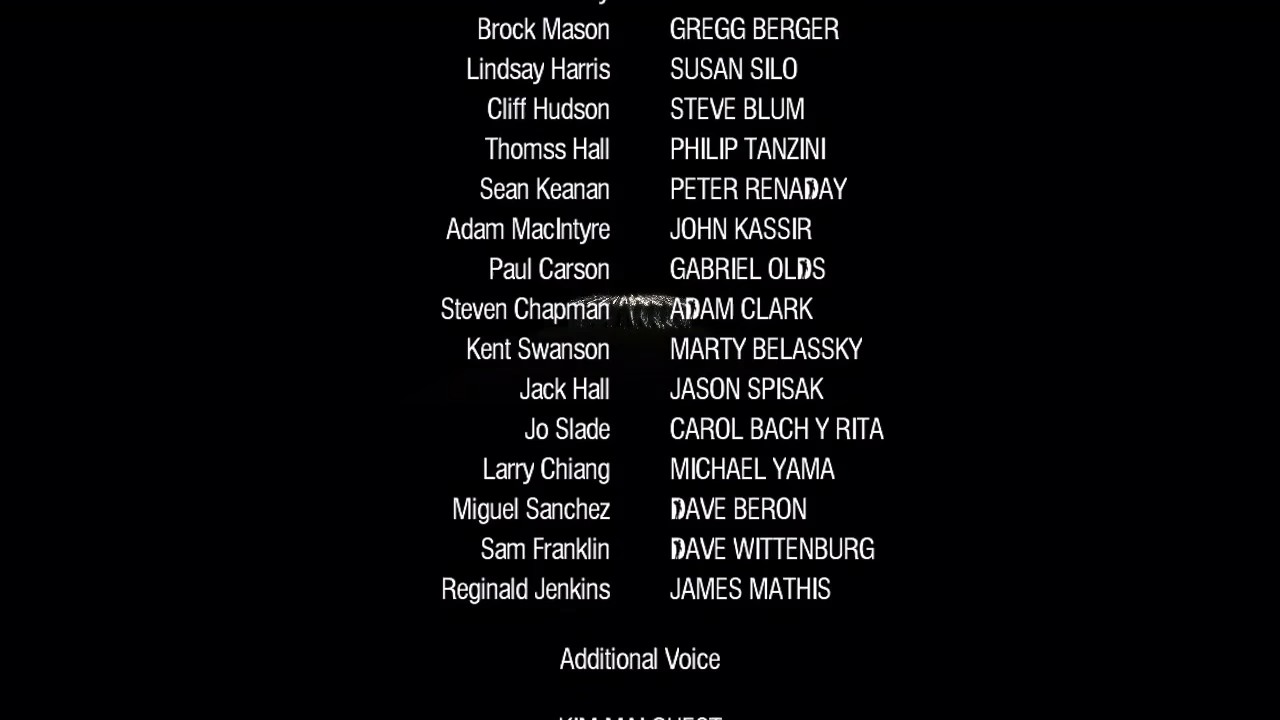 Brock Mason GREGG BERGER
Lindsay Harris SUSAN SILO
Cliff Hudson STEVE BLUM
Thomss Hall PHILIP TANZINI
Sean Keanan PETER RENADAY
Adam MacIntyre JOHN KASSIR
Paul Carson GABRIEL OLDS
Steven Chapman ADAM CLARK
Kent Swanson MARTY BELASSKY
Jack Hall JASON SPISAK
Jo Slade CAROL BACH Y RITA
Larry Chiang MICHAEL YAMA
Miguel Sanchez DAVE BERON
Sam Franklin DAVE WITTENBURG
Reginald Jenkins JAMES MATHIS
Additional Voice